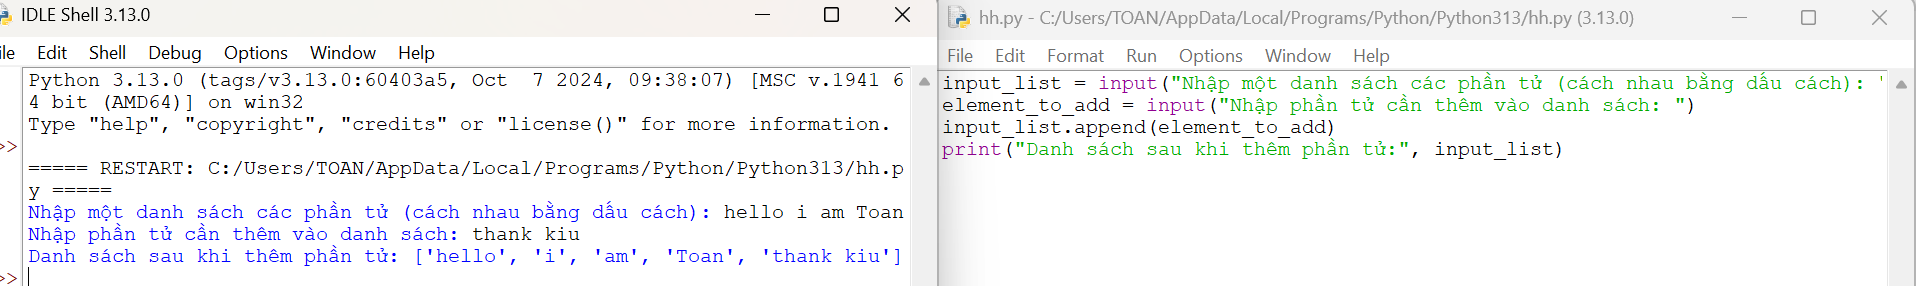 IDLE Shell 3.13.0
ile Edit Shell Debug Options Window Help
Python 3.13.0 (tags/v3.13.0:60403a5, Oct  7 2024, 09:38:07) [MSC v.1941 6
4 bit (AMD64)] on win32
Type "help", "copyright", "credits" or "license()" for more information.
>>
===== RESTART: C:/Users/TOAN/AppData/Local/Programs/Python/Python313/hh.p
y =====
Nhập một danh sách các phần tử (cách nhau bằng dấu cách): hello i am Toan
Nhập phần tử cần thêm vào danh sách: thank kiu
Danh sách sau khi thêm phần tử: ['hello', 'i', 'am', 'Toan', 'thank kiu']
>>
hh.py - C:/Users/TOAN/AppData/Local/Programs/Python/Python313/hh.py (3.13.0)
File Edit Format Run Options Window Help
input_list = input("Nhập một danh sách các phần tử (cách nhau bằng dấu cách): "
element_to_add = input("Nhập phần tử cần thêm vào danh sách: ")
input_list.append(element_to_add)
print("Danh sách sau khi thêm phần tử:", input_list)